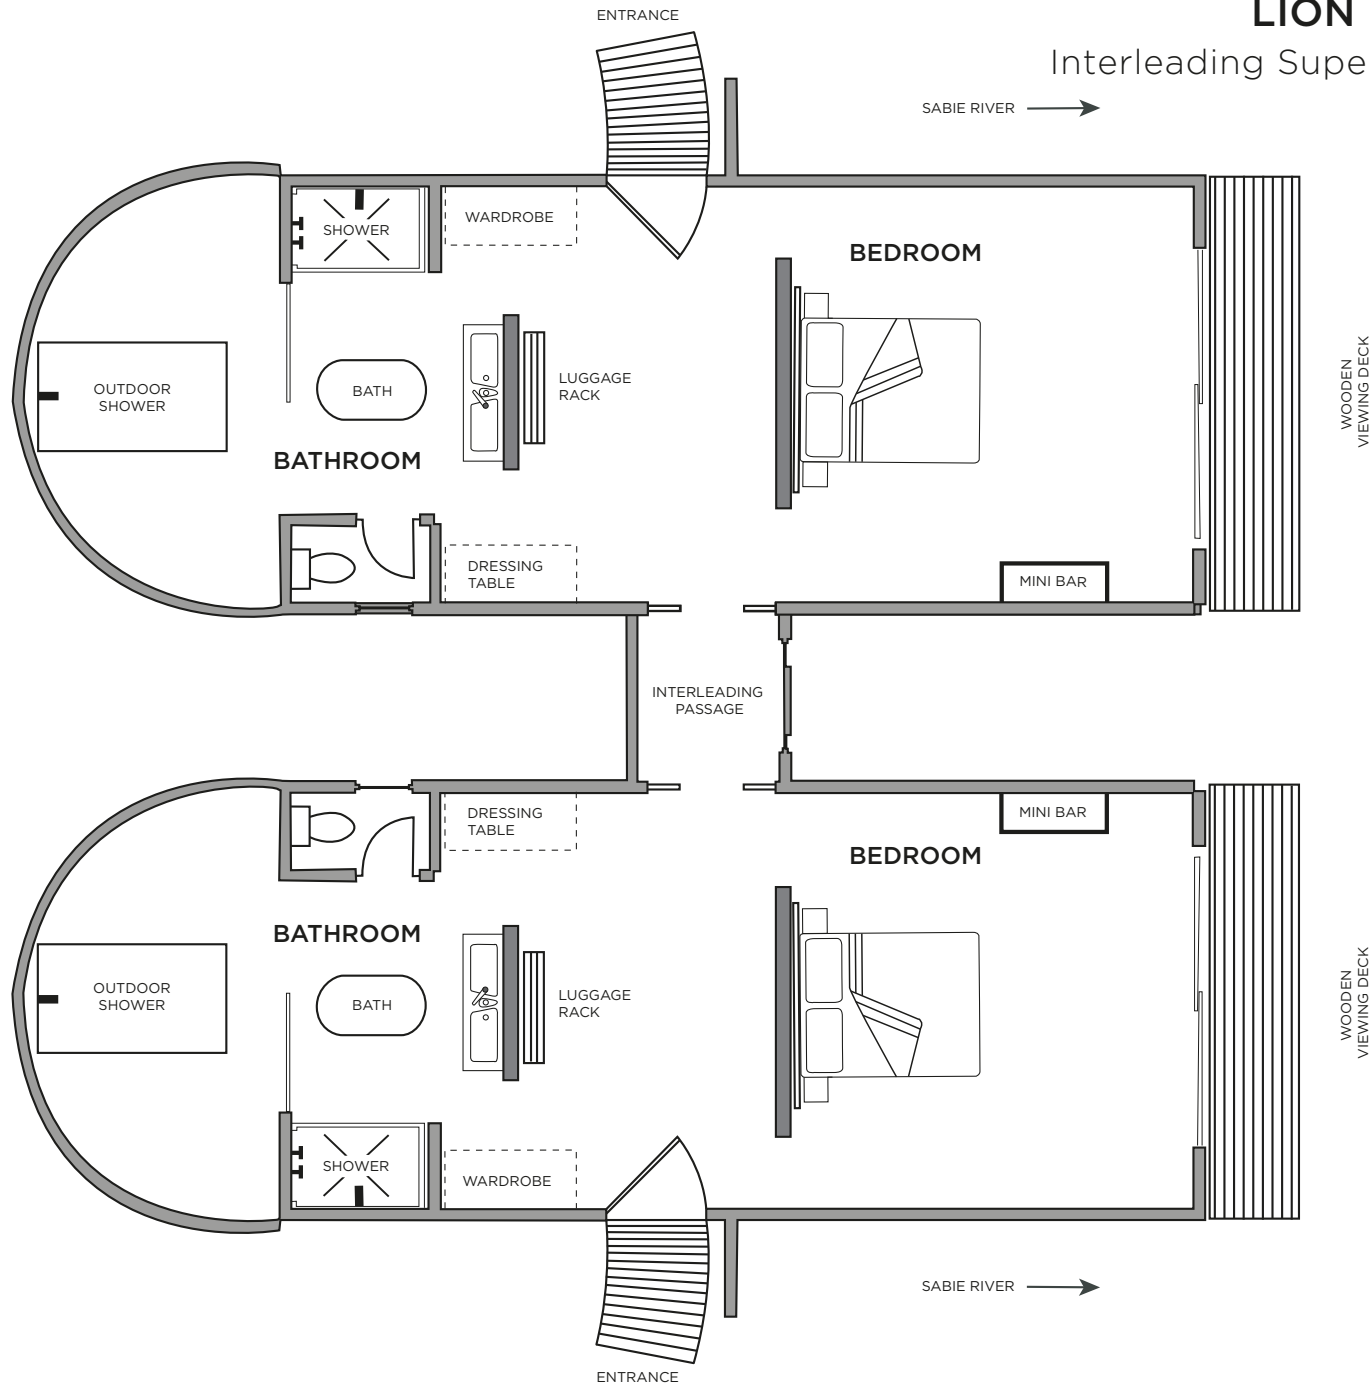 ENTRANCE
LION
Interleading Supe
SABIE RIVER
SHOWER
WARDROBE
BEDROOM
OUTDOOR
SHOWER
BATH
LUGGAGE
RACK
WOODEN
VIEWING DECK
BATHROOM
DRESSING
TABLE
MINI BAR
INTERLEADING
PASSAGE
DRESSING
TABLE
MINI BAR
BEDROOM
BATHROOM
OUTDOOR
SHOWER
BATH
LUGGAGE
RACK
WOODEN
VIEWING DECK
SHOWER
WARDROBE
SABIE RIVER
ENTRANCE